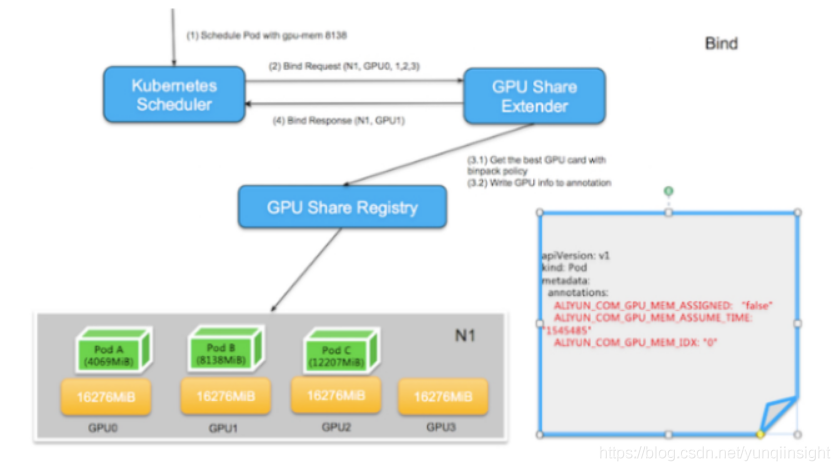 (1) Schedule Pod with gpu-mem 8138
Bind
Kubernetes
Scheduler
(2) Bind Request (N1, GPU0, 1,2,3)
GPU Share
Extender
(4) Bind Response (N1, GPU1)
(3.1) Get the best GPU card with
binpack policy
(3.2) Write GPU info to annotation
GPU Share Registry
apiVersion: v1
kind: Pod
metadata:
annotations:
ALIYUN_COM_GPU_MEM_ASSIGNED: "false"
ALIYUN_COM_GPU_MEM_ASSUME_TIME:
"1545485"
ALIYUN_COM_GPU_MEM_IDX: "0"
N1
Pod A
(4069MiB)
Pod B
(8138MiB)
Pod C
(12207MiB)
16276MiB
16276MiB
16276MiB
16276MiB
GPU0
GPU1
GPU2
GPU3
https://blog.csdn.net/yunqiinsight